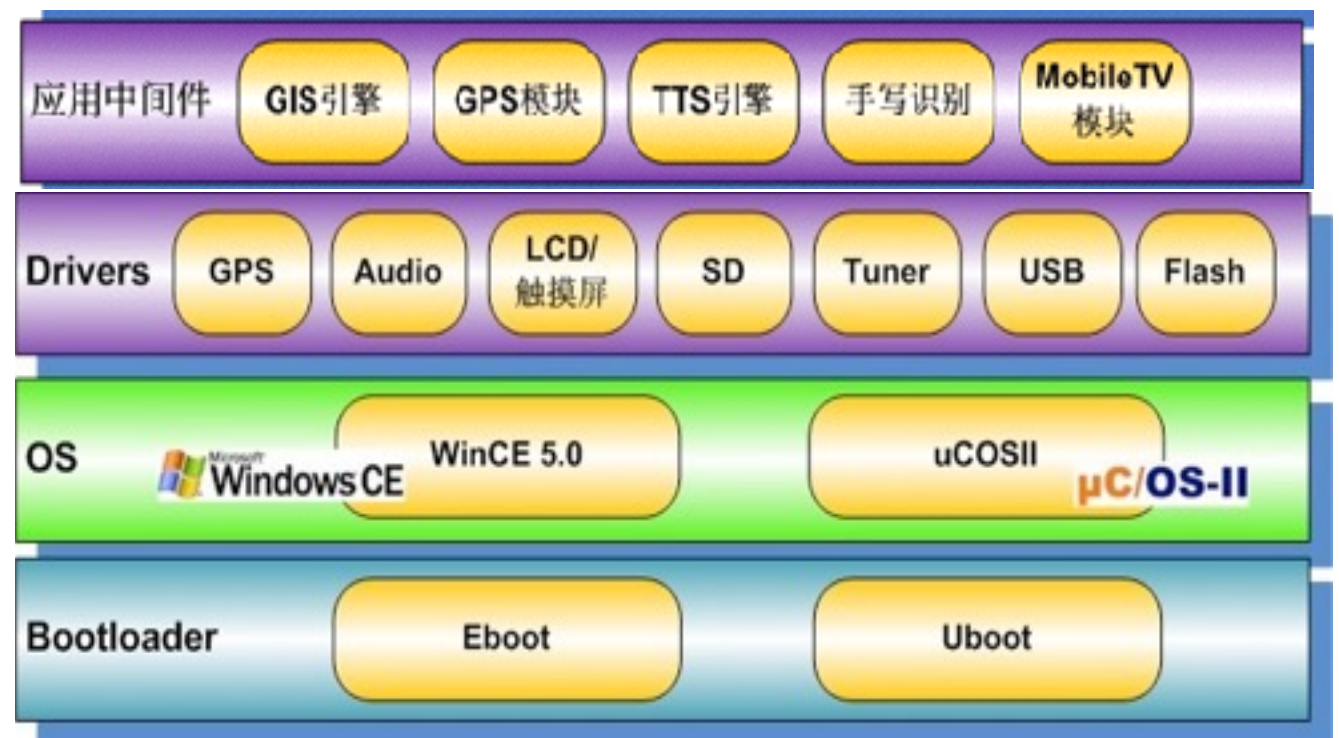 应用中间件
GIS引擎
GPS模块
TTS引擎
手写识别
MobileTV
模块
Drivers
GPS
Audio
LCD/
触摸屏
SD
Tuner
USB
Flash
OS
Microsoft
Windows CE
WinCE 5.0
uCOSII
µC/OS-II
Bootloader
Eboot
Uboot